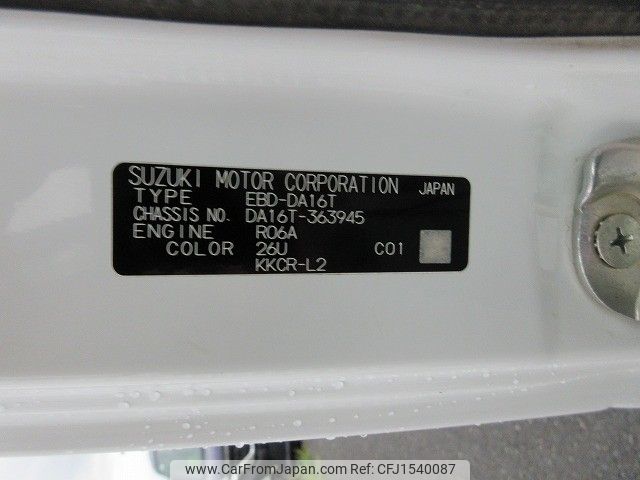 SUZUKI MOTOR CORPORATION JAPAN
TYPE EBD-DA16T
CHASSIS NO. DA16T-363945
ENGINE R06A
COLOR 26U C01
KKCR-L2
www.CarFromJapan.com | CFJ1540087